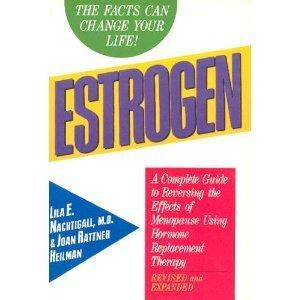 THE FACTS CAN
CHANGE YOUR
LIFE!
ESTROGEN
LILA E.
NACHTIGALL, M.D.
& JOAN RATTNER
HEILMAN
A Complete Guide
to Reversing the
Effects of
Menopause Using
Hormone
Replacement
Therapy
REVISED and
EXPANDED